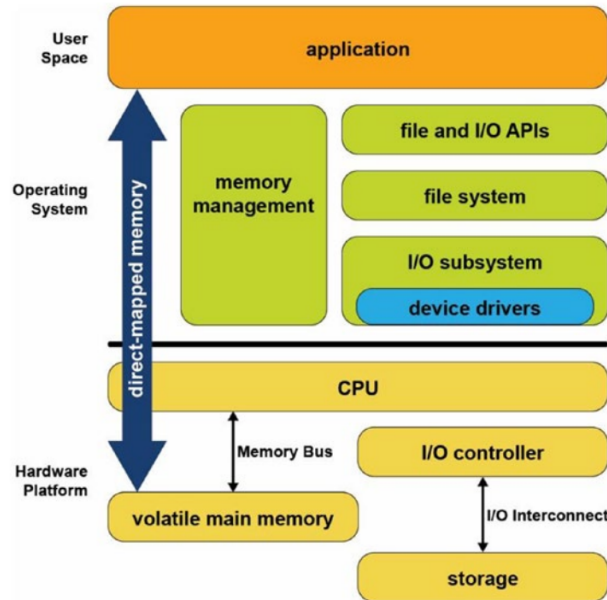 User
Space
application
Operating
System
direct-mapped memory
memory
management
file and I/O APIs
file system
I/O subsystem
device drivers
Hardware
Platform
CPU
Memory Bus
I/O controller
volatile main memory
I/O Interconnect
storage